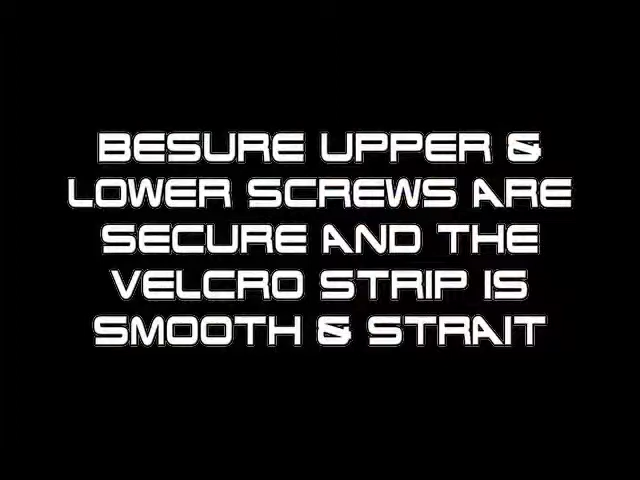 BESURE UPPER &
LOWER SCREWS ARE
SECURE AND THE
VELCRO STRIP IS
SMOOTH & STRAIT